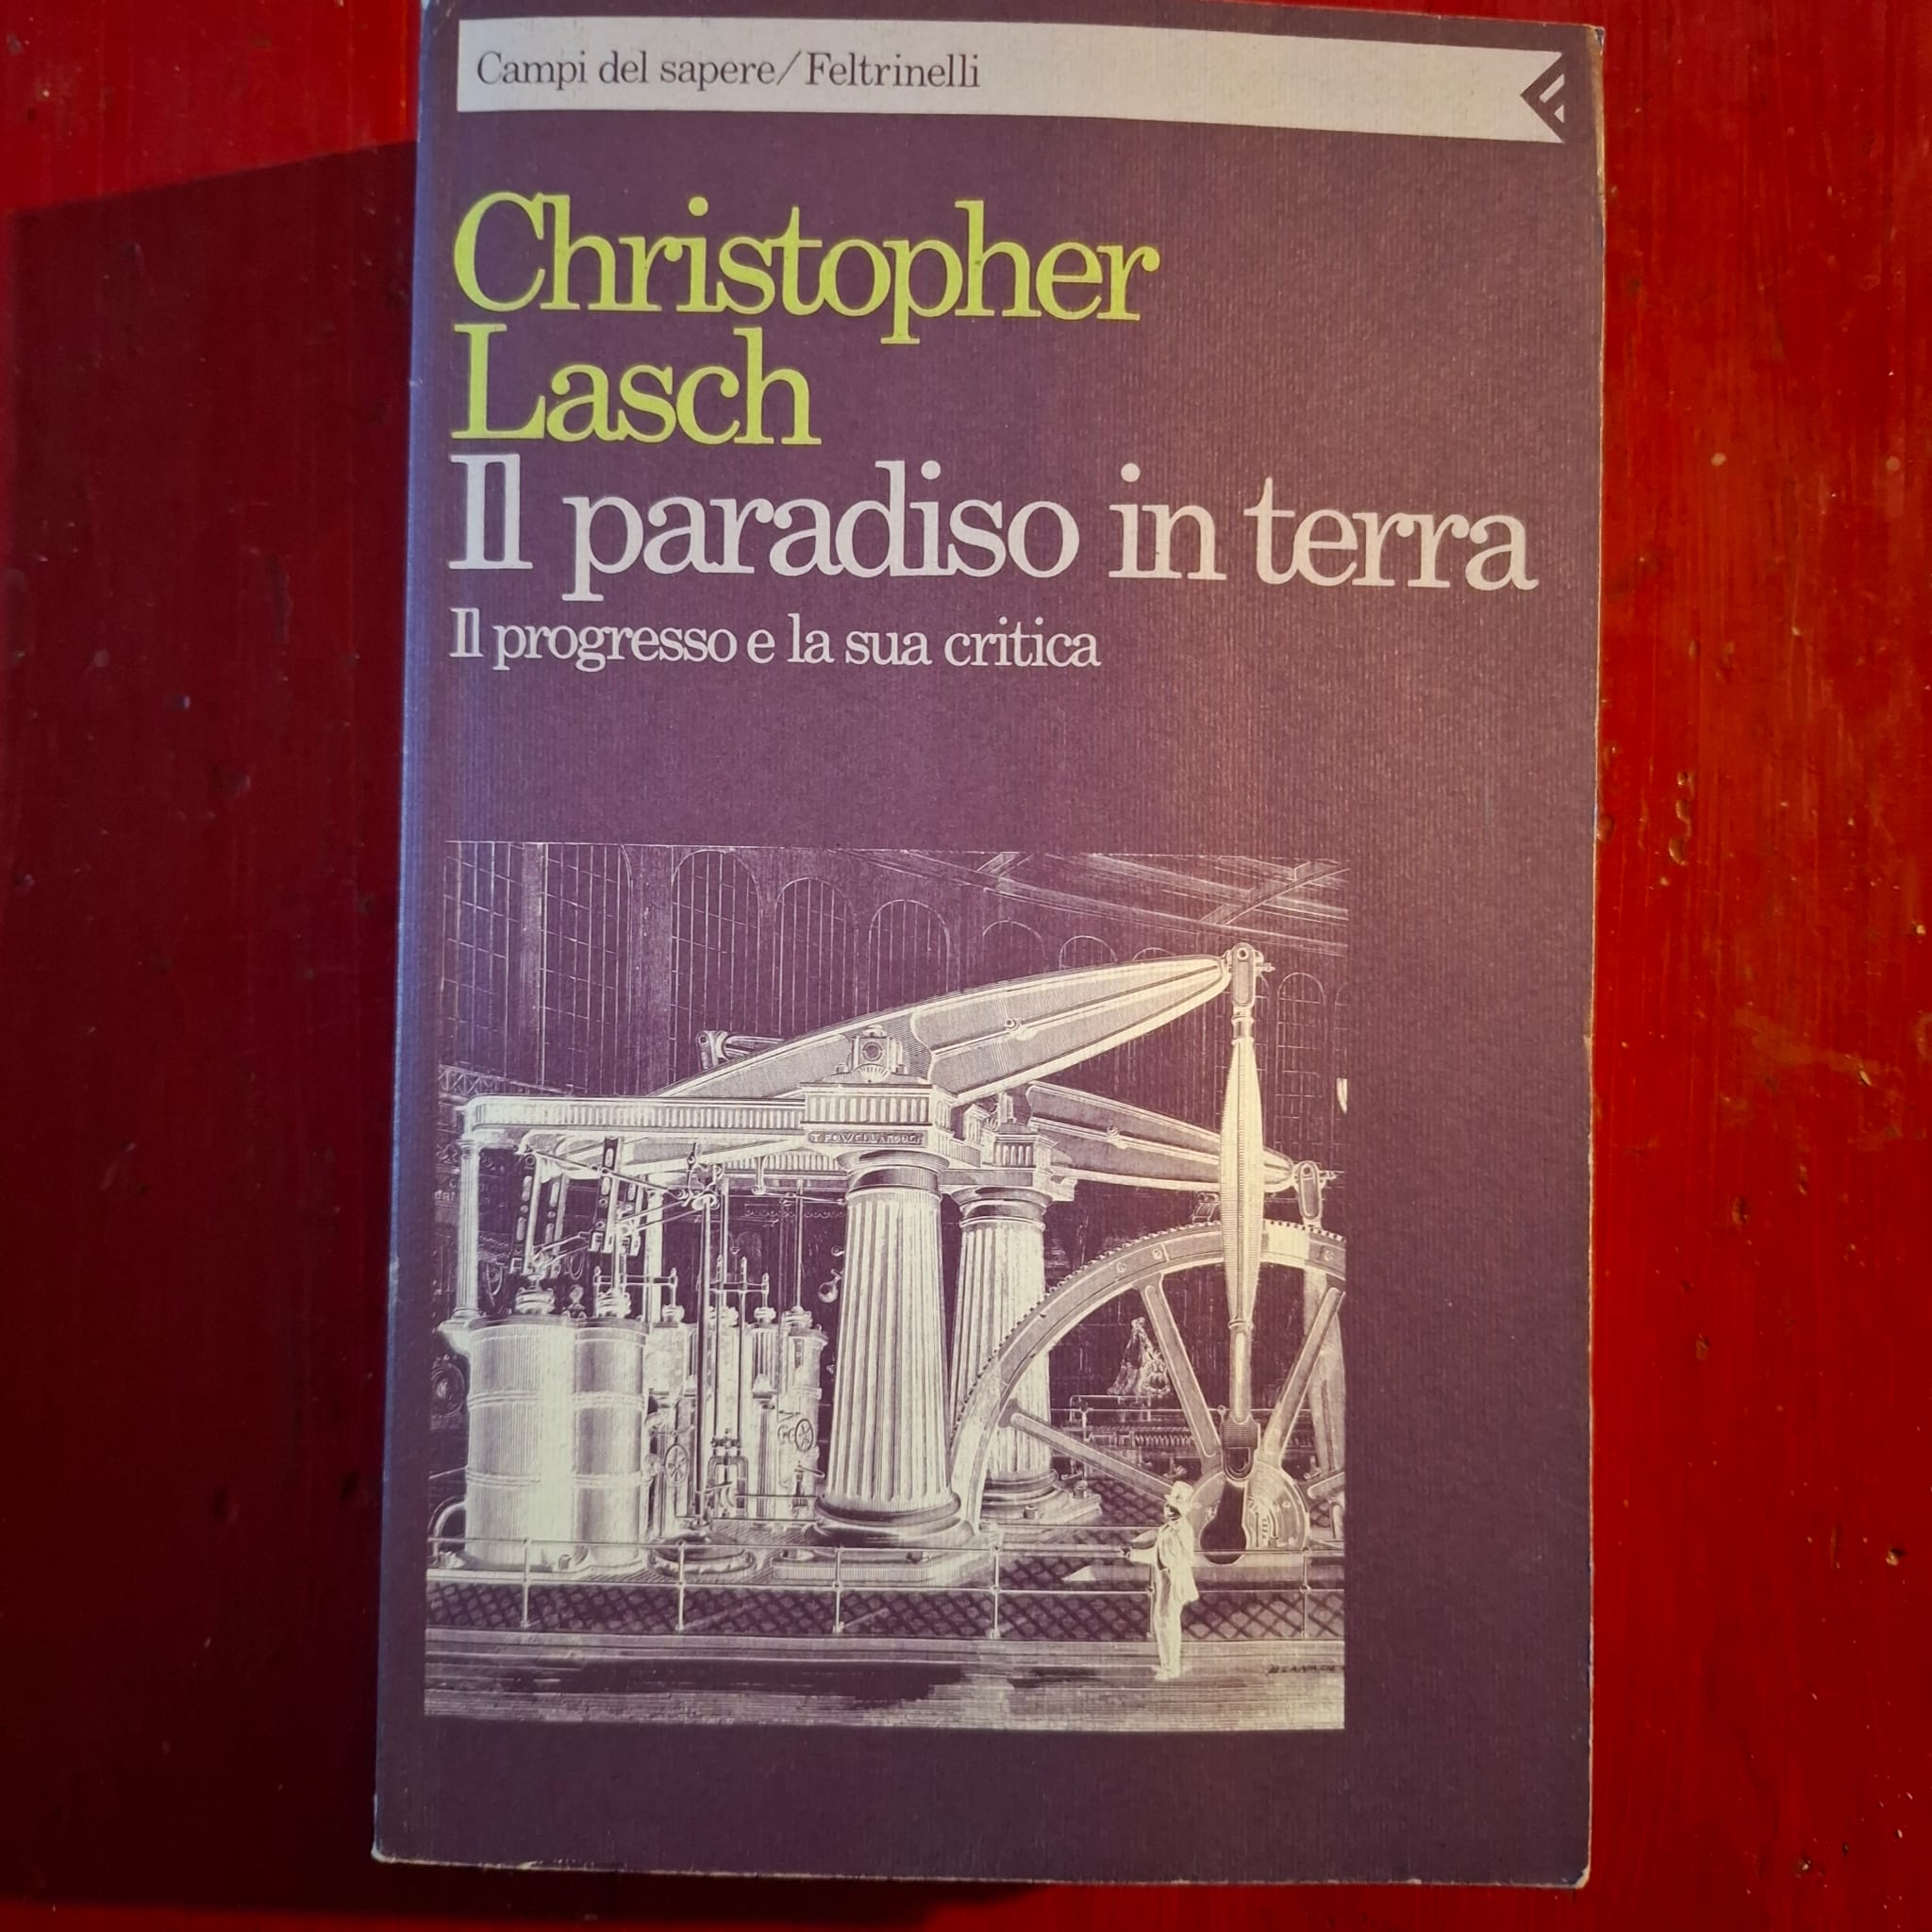 Campi del sapere/Feltrinelli
Christopher
Lasch
Il paradiso in terra
Il progresso e la sua critica